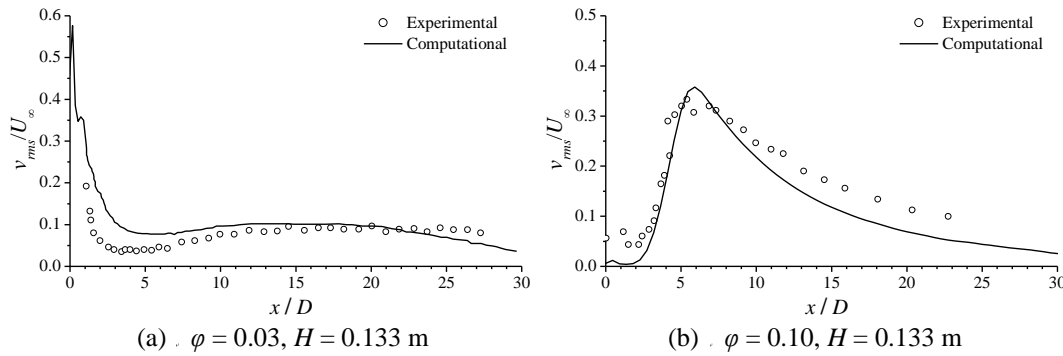 Experimental
Computational
v_rms/U_∞
0.6
0.5
0.4
0.3
0.2
0.1
0.0
0 5 10 15 20 25 30
x / D
(a) φ = 0.03, H = 0.133 m
Experimental
Computational
v_rms/U_∞
0.5
0.4
0.3
0.2
0.1
0.0
0 5 10 15 20 25 30
x / D
(b) φ = 0.10, H = 0.133 m